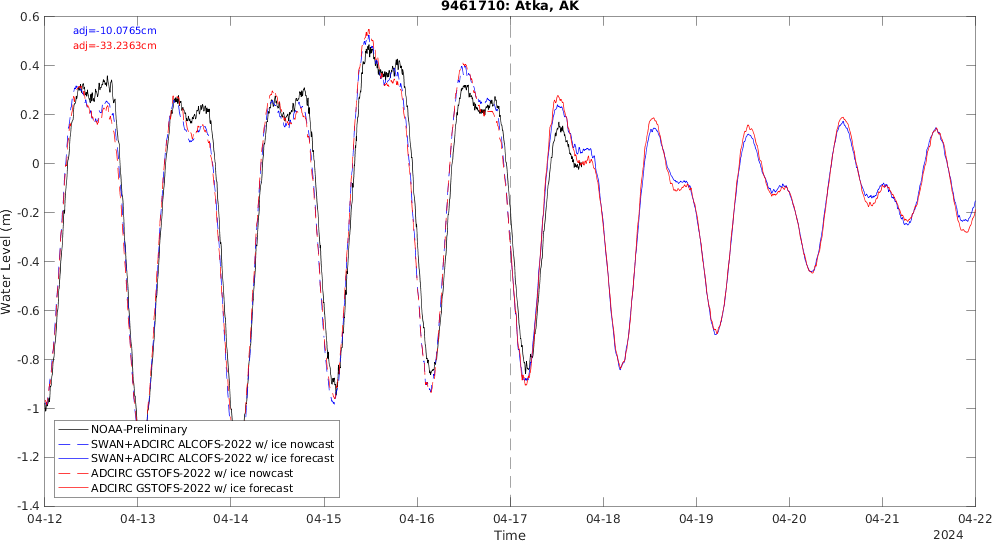 9461710: Atka, AK
adj=-10.0765cm
adj=-33.2363cm
0.6
0.4
0.2
0
-0.2
-0.4
-0.6
-0.8
-1
-1.2
-1.4
Water Level (m)
NOAA-Preliminary
SWAN+ADCIRC ALCOFS-2022 w/ ice nowcast
SWAN+ADCIRC ALCOFS-2022 w/ ice forecast
ADCIRC GSTOFS-2022 w/ ice nowcast
ADCIRC GSTOFS-2022 w/ ice forecast
04-12 04-13 04-14 04-15 04-16 04-17 04-18 04-19 04-20 04-21 04-22
Time
2024